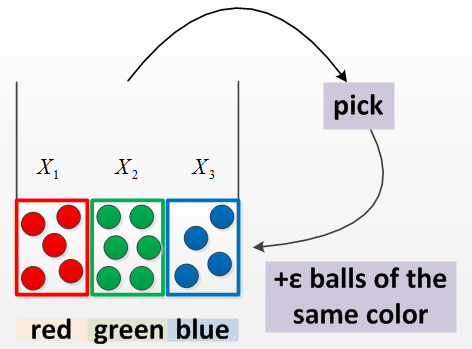 pick
X1 X2 X3
+ε balls of the
same color
red green blue